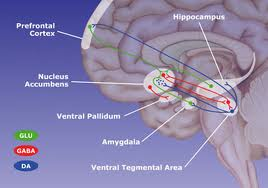 Hippocampus
Prefrontal
Cortex
Nucleus
Accumbens
Ventral Pallidum
Amygdala
Ventral Tegmental Area
GLU
GABA
DA